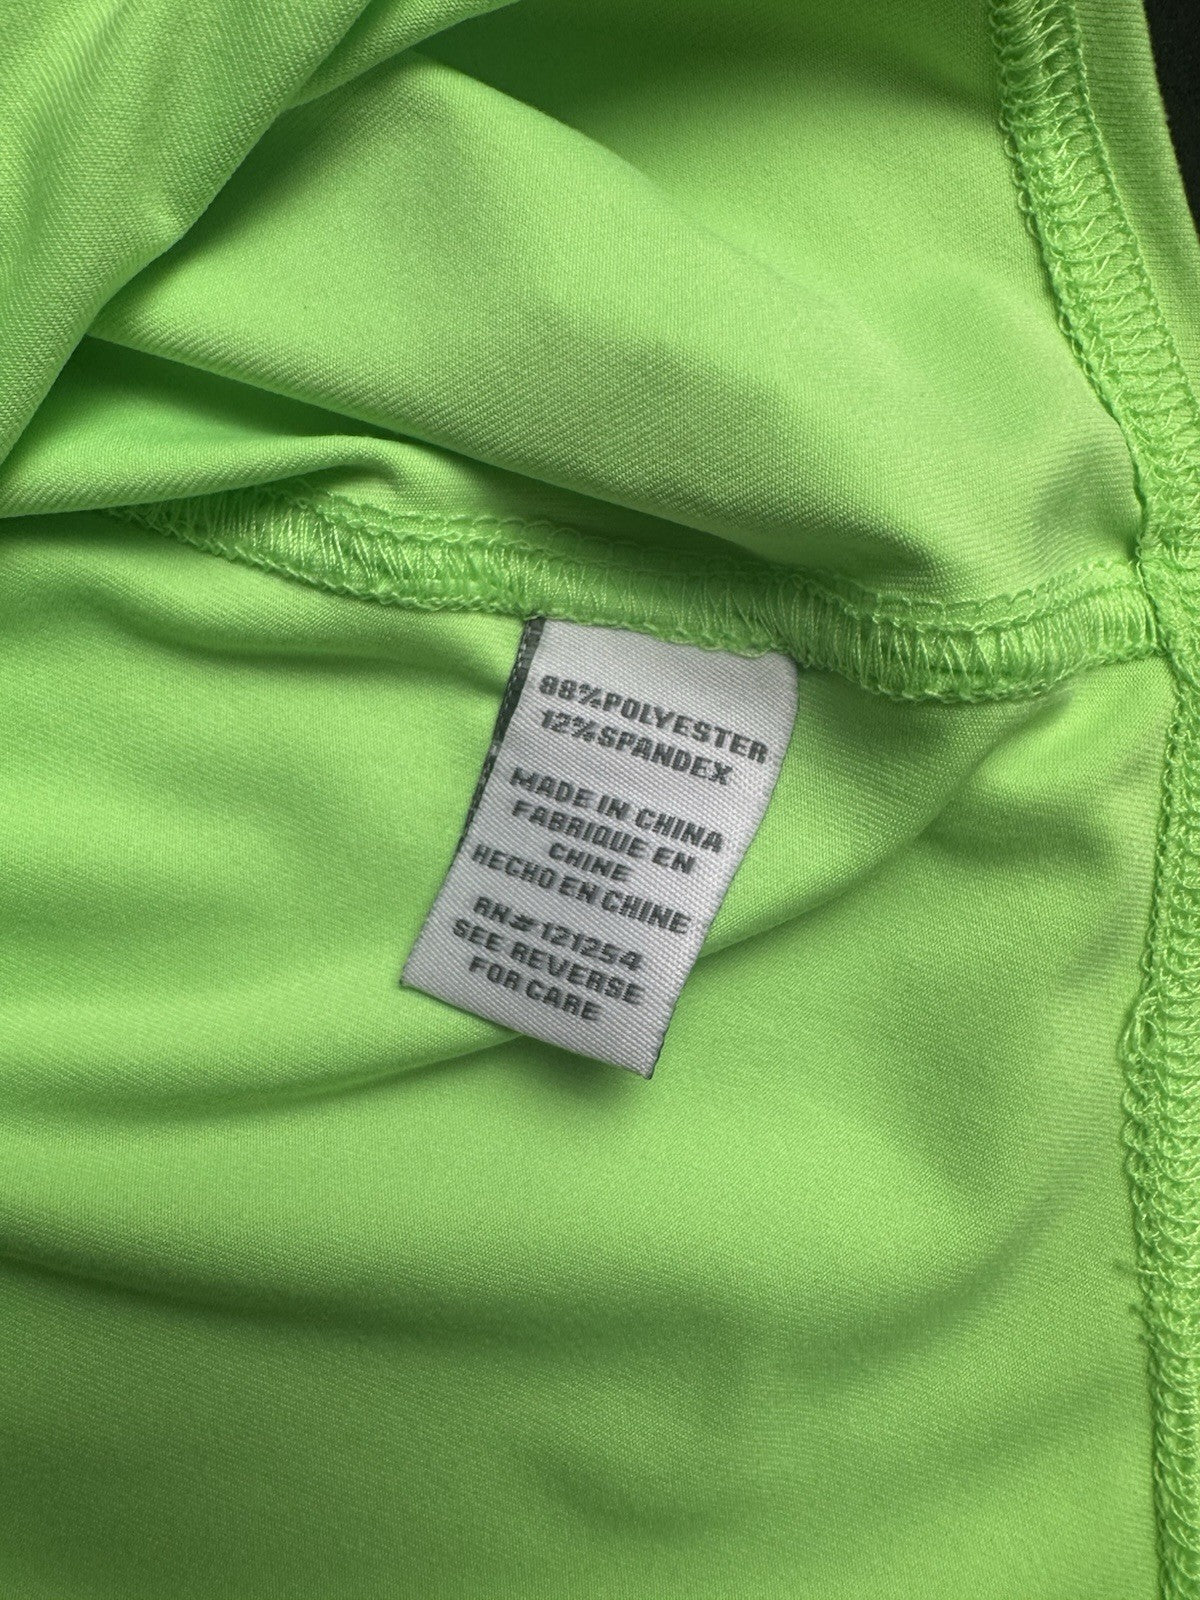 88%POLYESTER
12%SPANDEX
MADE IN CHINA
FABRIQUE EN
CHINE
HECHO EN CHINE
RN#121254
SEE REVERSE
FOR CARE